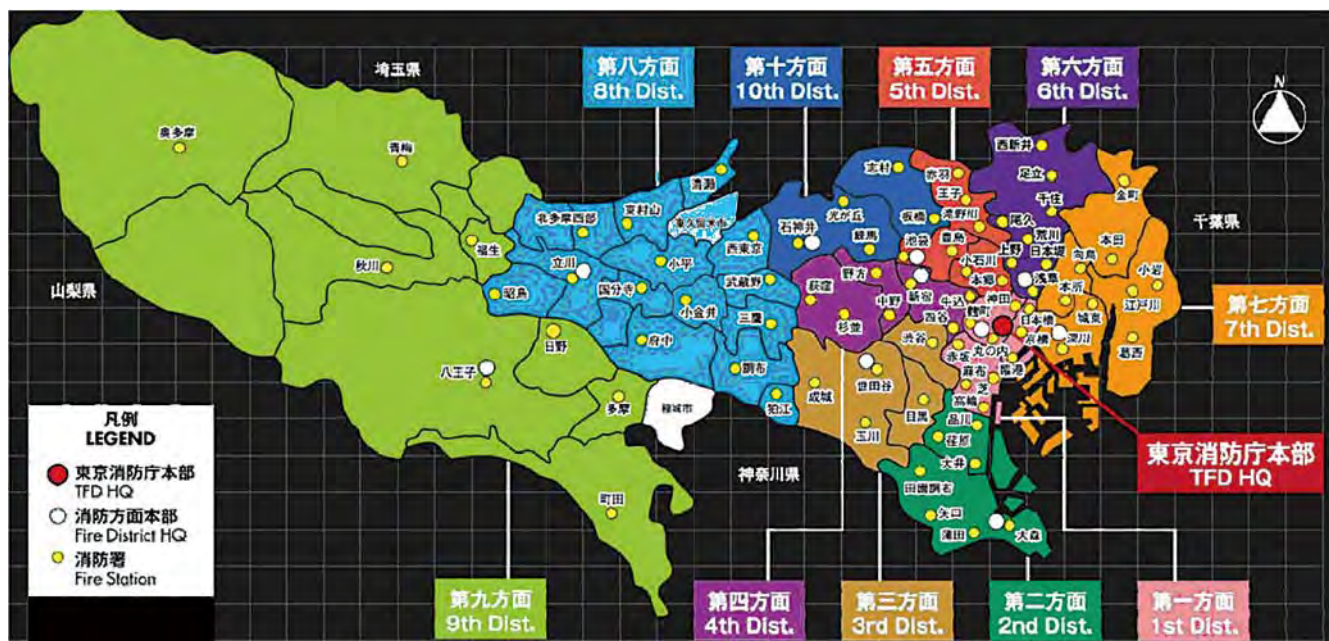 埼玉県
第八方面
8th Dist.
第十方面
10th Dist.
第五方面
5th Dist.
第六方面
6th Dist.
N
奥多摩
青梅
清瀬
志村
赤羽
王子
西新井
足立
金町
千住
北多摩西部
東村山
東久留米市
光が丘
板橋
滝野川
尾久
千葉県
石神井
練馬
池袋
豊島
荒川
本田
西東京
上野
日本堤
福生
立川
小平
小石川
向島
小岩
秋川
武蔵野
野方
本郷
浅草
本所
山梨県
昭島
国分寺
荻窪
中野
新宿
牛込
神田
江戸川
小金井
三鷹
杉並
四谷
麹町
日本橋
城東
第七方面
7th Dist.
日野
府中
渋谷
丸の内
京橋
深川
葛西
赤坂
八王子
調布
世田谷
麻布
臨港
成城
芝
多摩
稲城市
狛江
目黒
高輪
玉川
品川
荏原
凡例
LEGEND
東京消防庁本部
TFD HQ
消防方面本部
Fire District HQ
消防署
Fire Station
神奈川県
大井
田園調布
東京消防庁本部
TFD HQ
町田
矢口
蒲田
大森
第九方面
9th Dist.
第四方面
4th Dist.
第三方面
3rd Dist.
第二方面
2nd Dist.
第一方面
1st Dist.